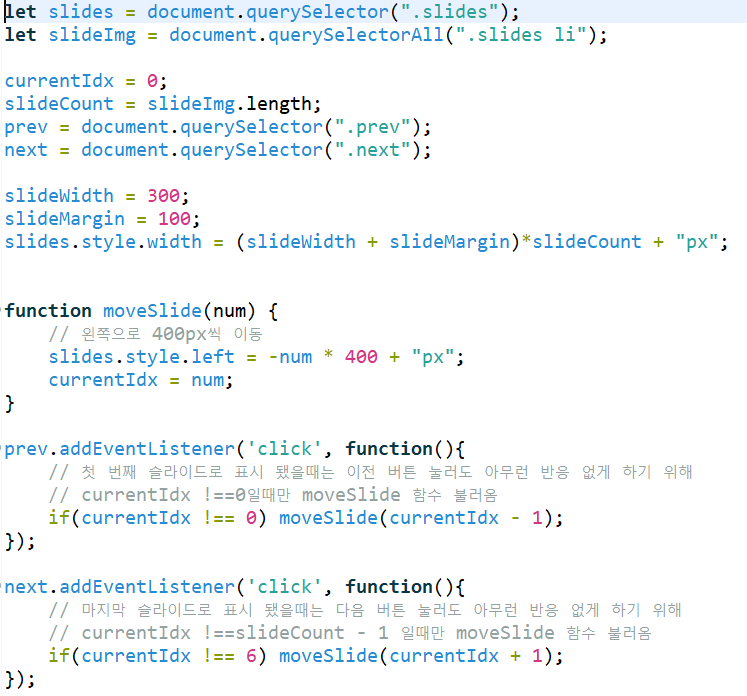 let slides = document.querySelector(".slides");
let slideImg = document.querySelectorAll(".slides li");
currentIdx = 0;
slideCount = slideImg.length;
prev = document.querySelector(".prev");
next = document.querySelector(".next");
slideWidth = 300;
slideMargin = 100;
slides.style.width = (slideWidth + slideMargin)*slideCount + "px";
function moveSlide(num) {
    // 왼쪽으로 400px씩 이동
    slides.style.left = -num * 400 + "px";
    currentIdx = num;
}
prev.addEventListener('click', function(){
    // 첫 번째 슬라이드로 표시 됐을때는 이전 버튼 눌러도 아무런 반응 없게 하기 위해
    // currentIdx !==0일때만 moveSlide 함수 불러옴
    if(currentIdx !== 0) moveSlide(currentIdx - 1);
});
next.addEventListener('click', function(){
    // 마지막 슬라이드로 표시 됐을때는 다음 버튼 눌러도 아무런 반응 없게 하기 위해
    // currentIdx !==slideCount - 1 일때만 moveSlide 함수 불러옴
    if(currentIdx !== 6) moveSlide(currentIdx + 1);
});